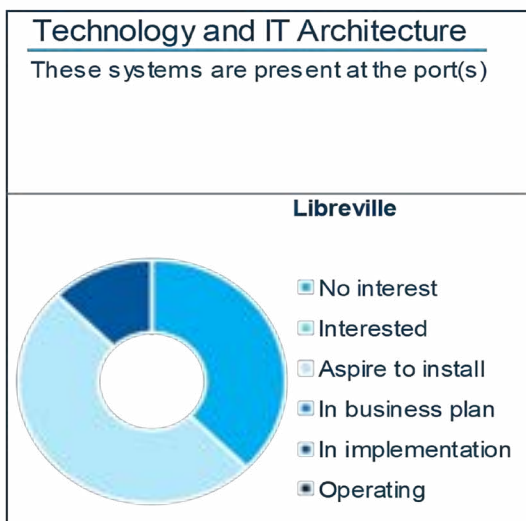 Technology and IT Architecture
These systems are present at the port(s)
Libreville
No interest
Interested
Aspire to install
In business plan
In implementation
Operating